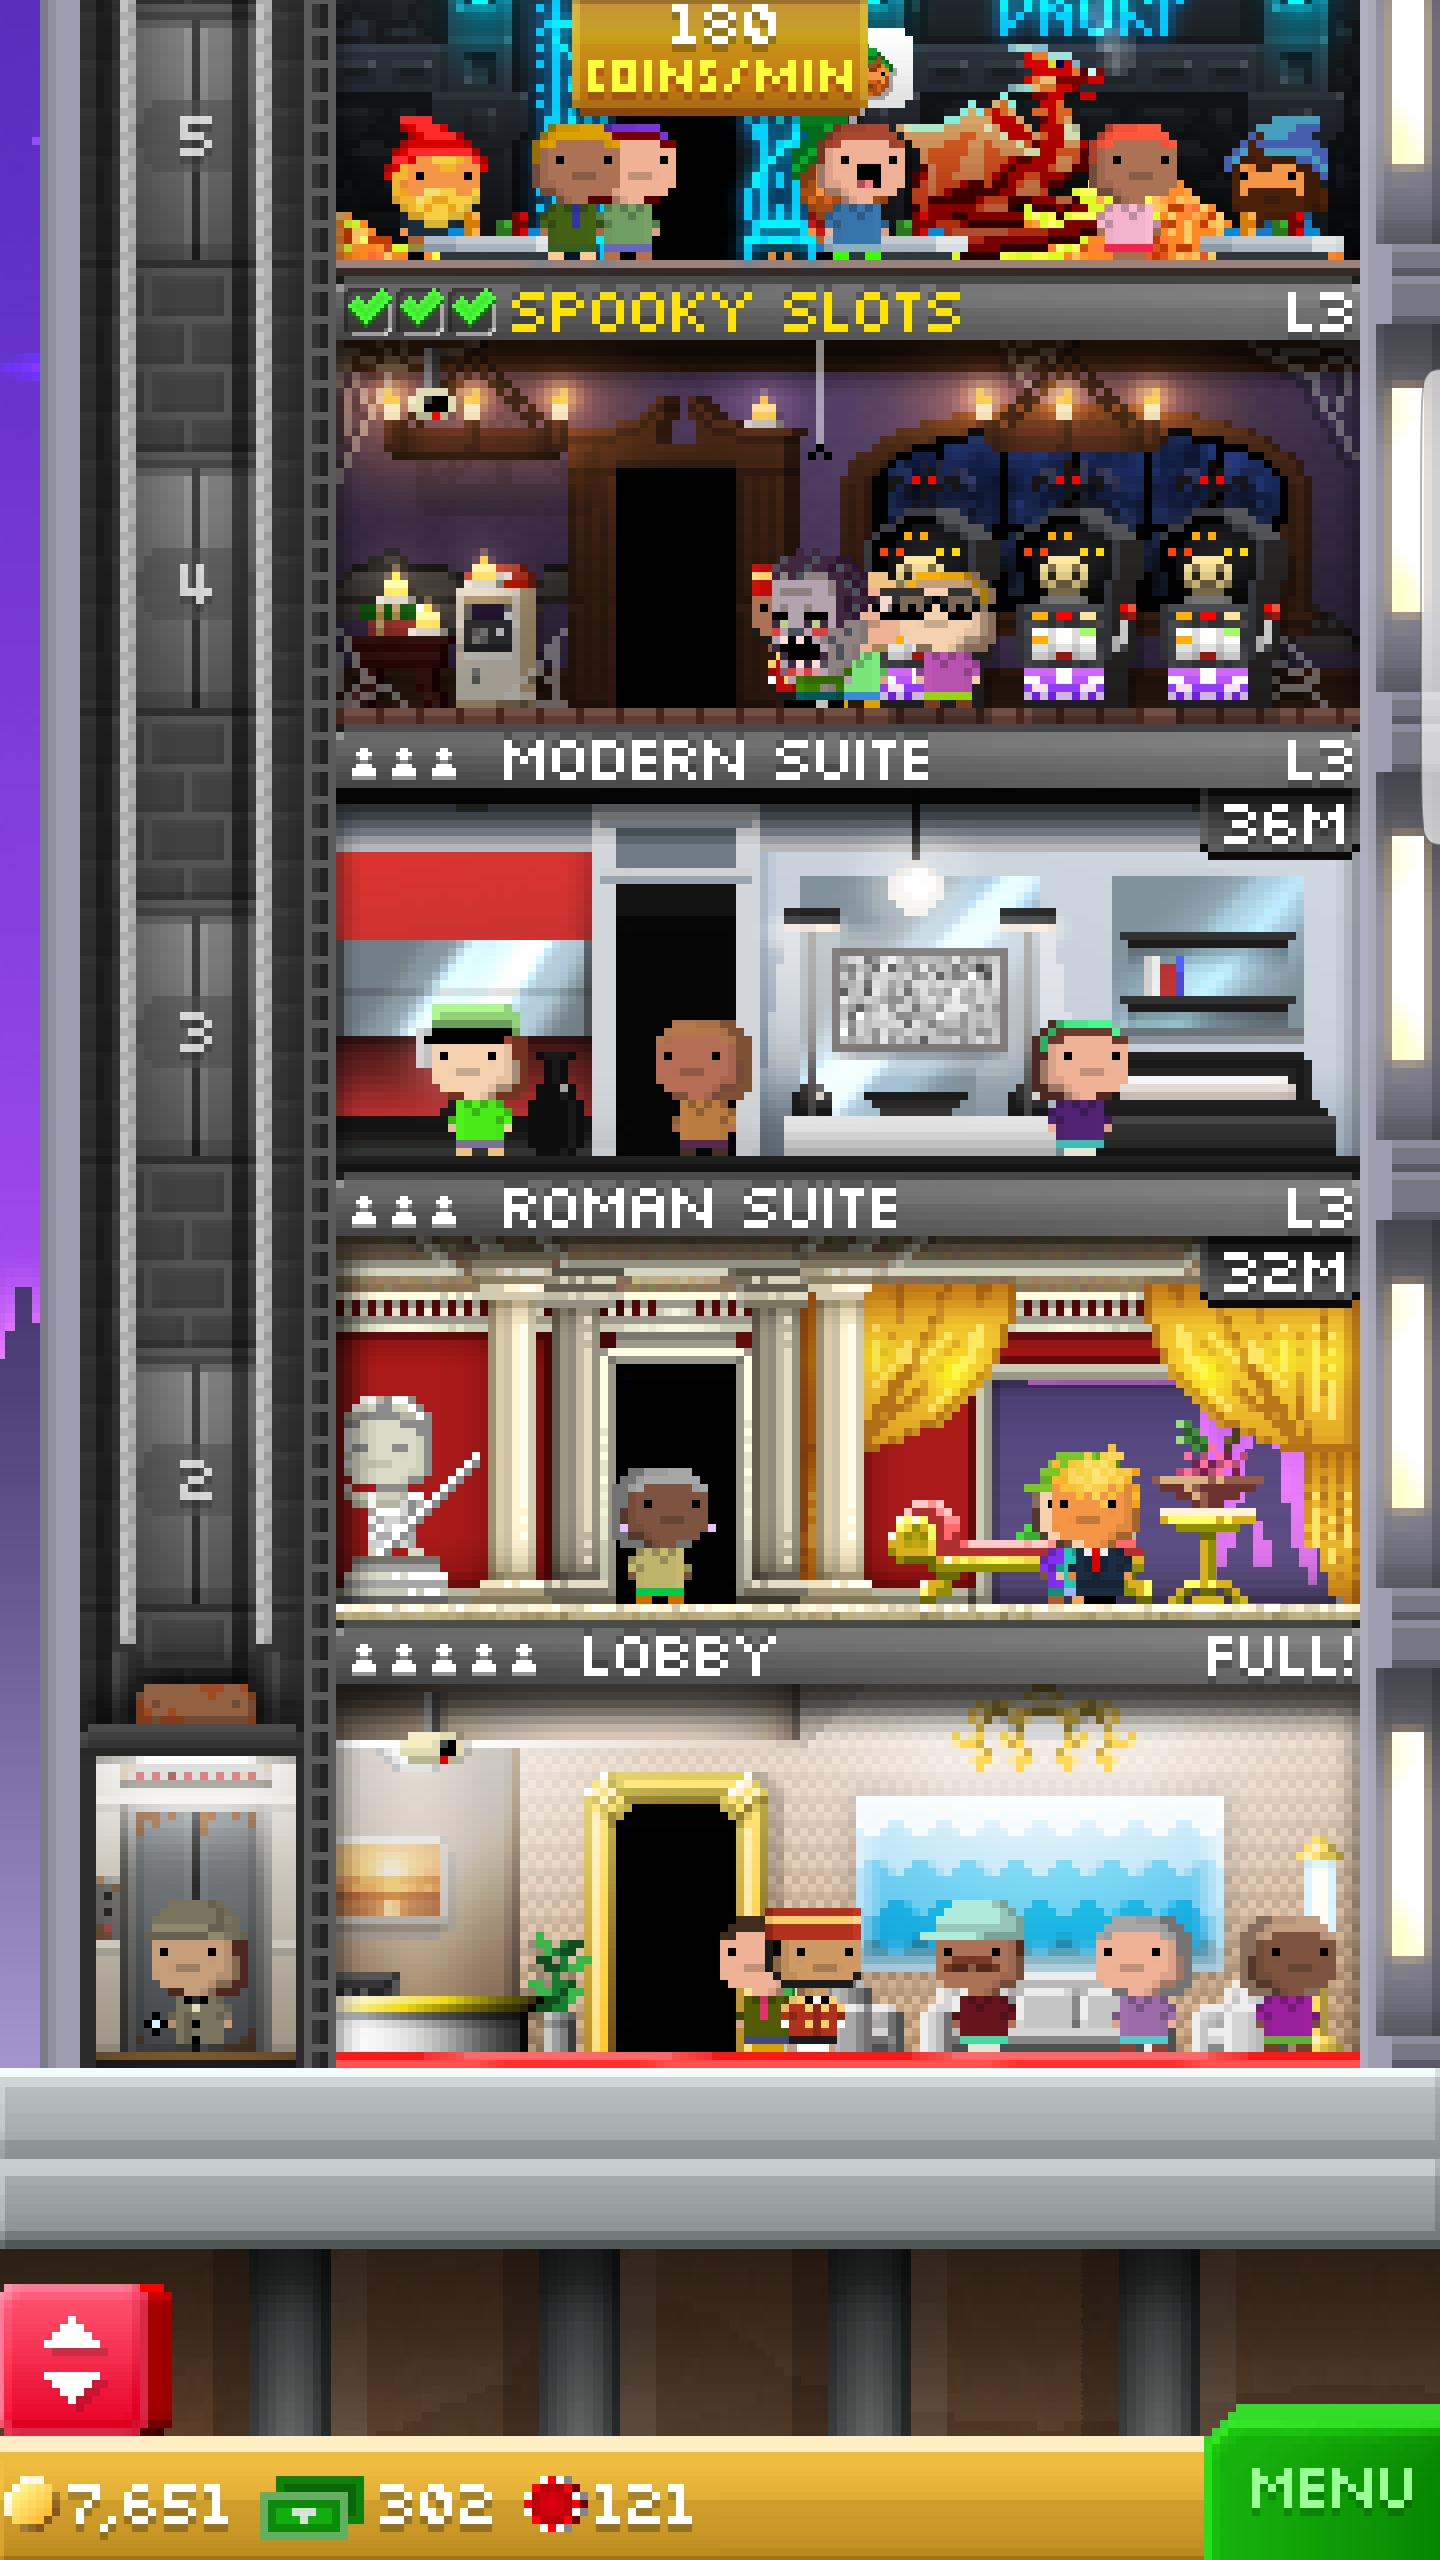 180
COINS/MIN
5
SPOOKY SLOTS L3
4
MODERN SUITE L3
36M
3
ROMAN SUITE L3
32M
2
LOBBY FULL!
7,651 302 121
MENU